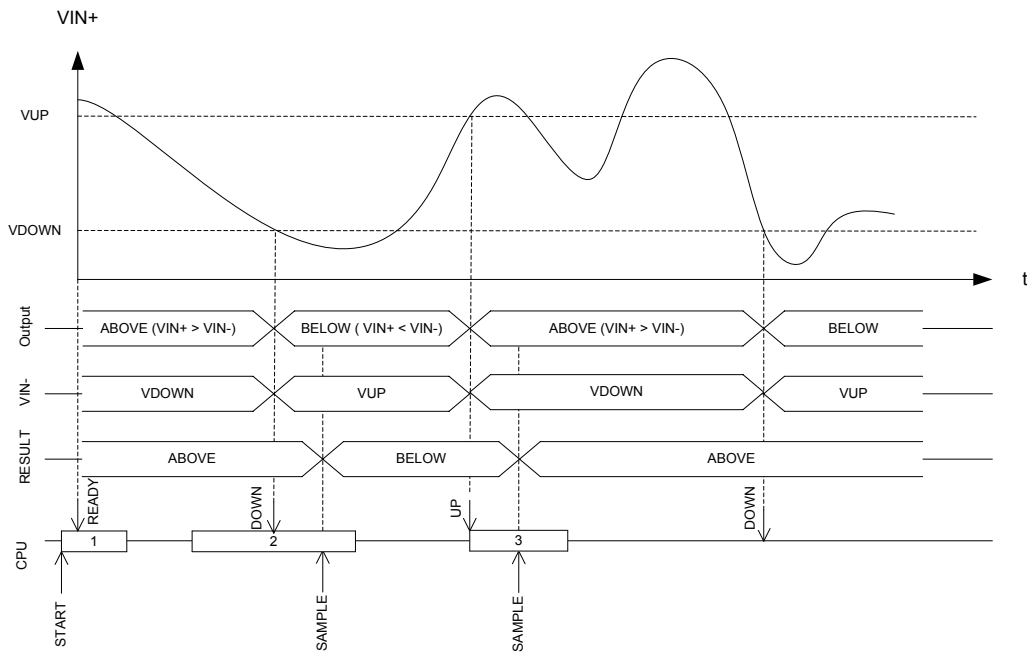 VIN+
VUP
VDOWN
t
Output
ABOVE (VIN+ > VIN-)
BELOW ( VIN+ < VIN-)
ABOVE (VIN+ > VIN-)
BELOW
VIN-
VDOWN
VUP
VDOWN
VUP
RESULT
ABOVE
BELOW
ABOVE
READY
DOWN
UP
DOWN
CPU
1
2
3
START
SAMPLE
SAMPLE